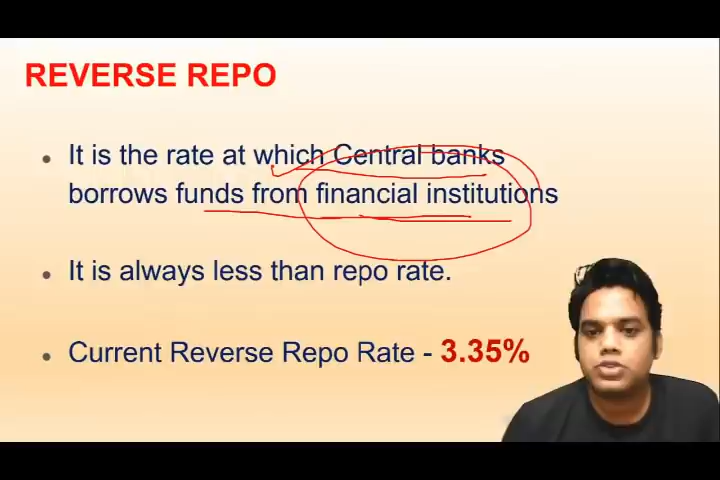 REVERSE REPO
• It is the rate at which Central banks
borrows funds from financial institutions
• It is always less than repo rate.
• Current Reverse Repo Rate - 3.35%